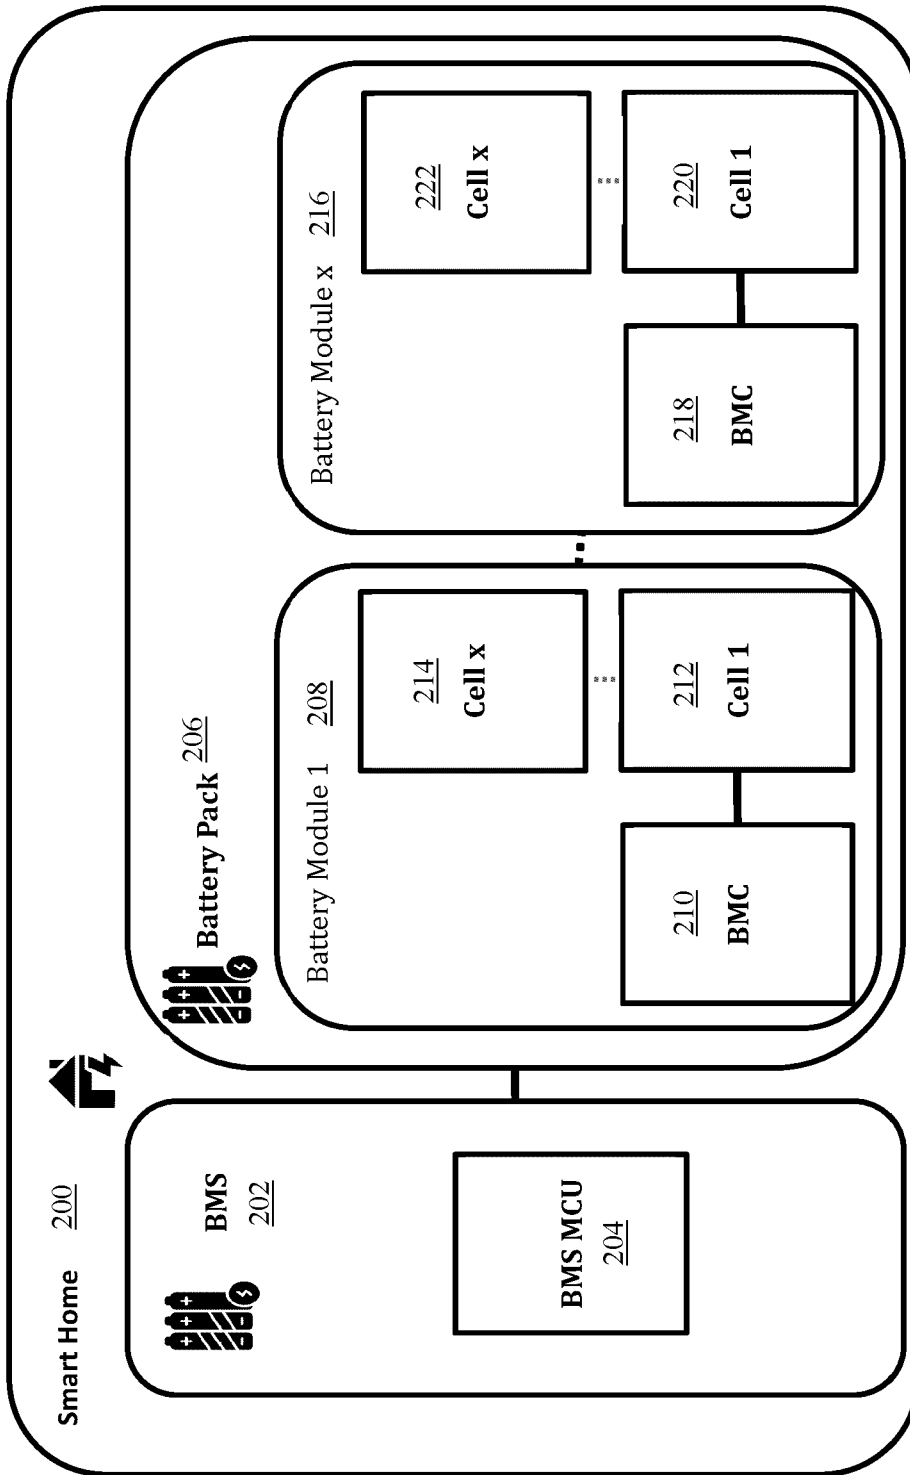 Smart Home 200
BMS
202
BMS MCU
204
Battery Pack 206
Battery Module 1 208
214
Cell x
210
BMC
212
Cell 1
Battery Module x 216
222
Cell x
218
BMC
220
Cell 1